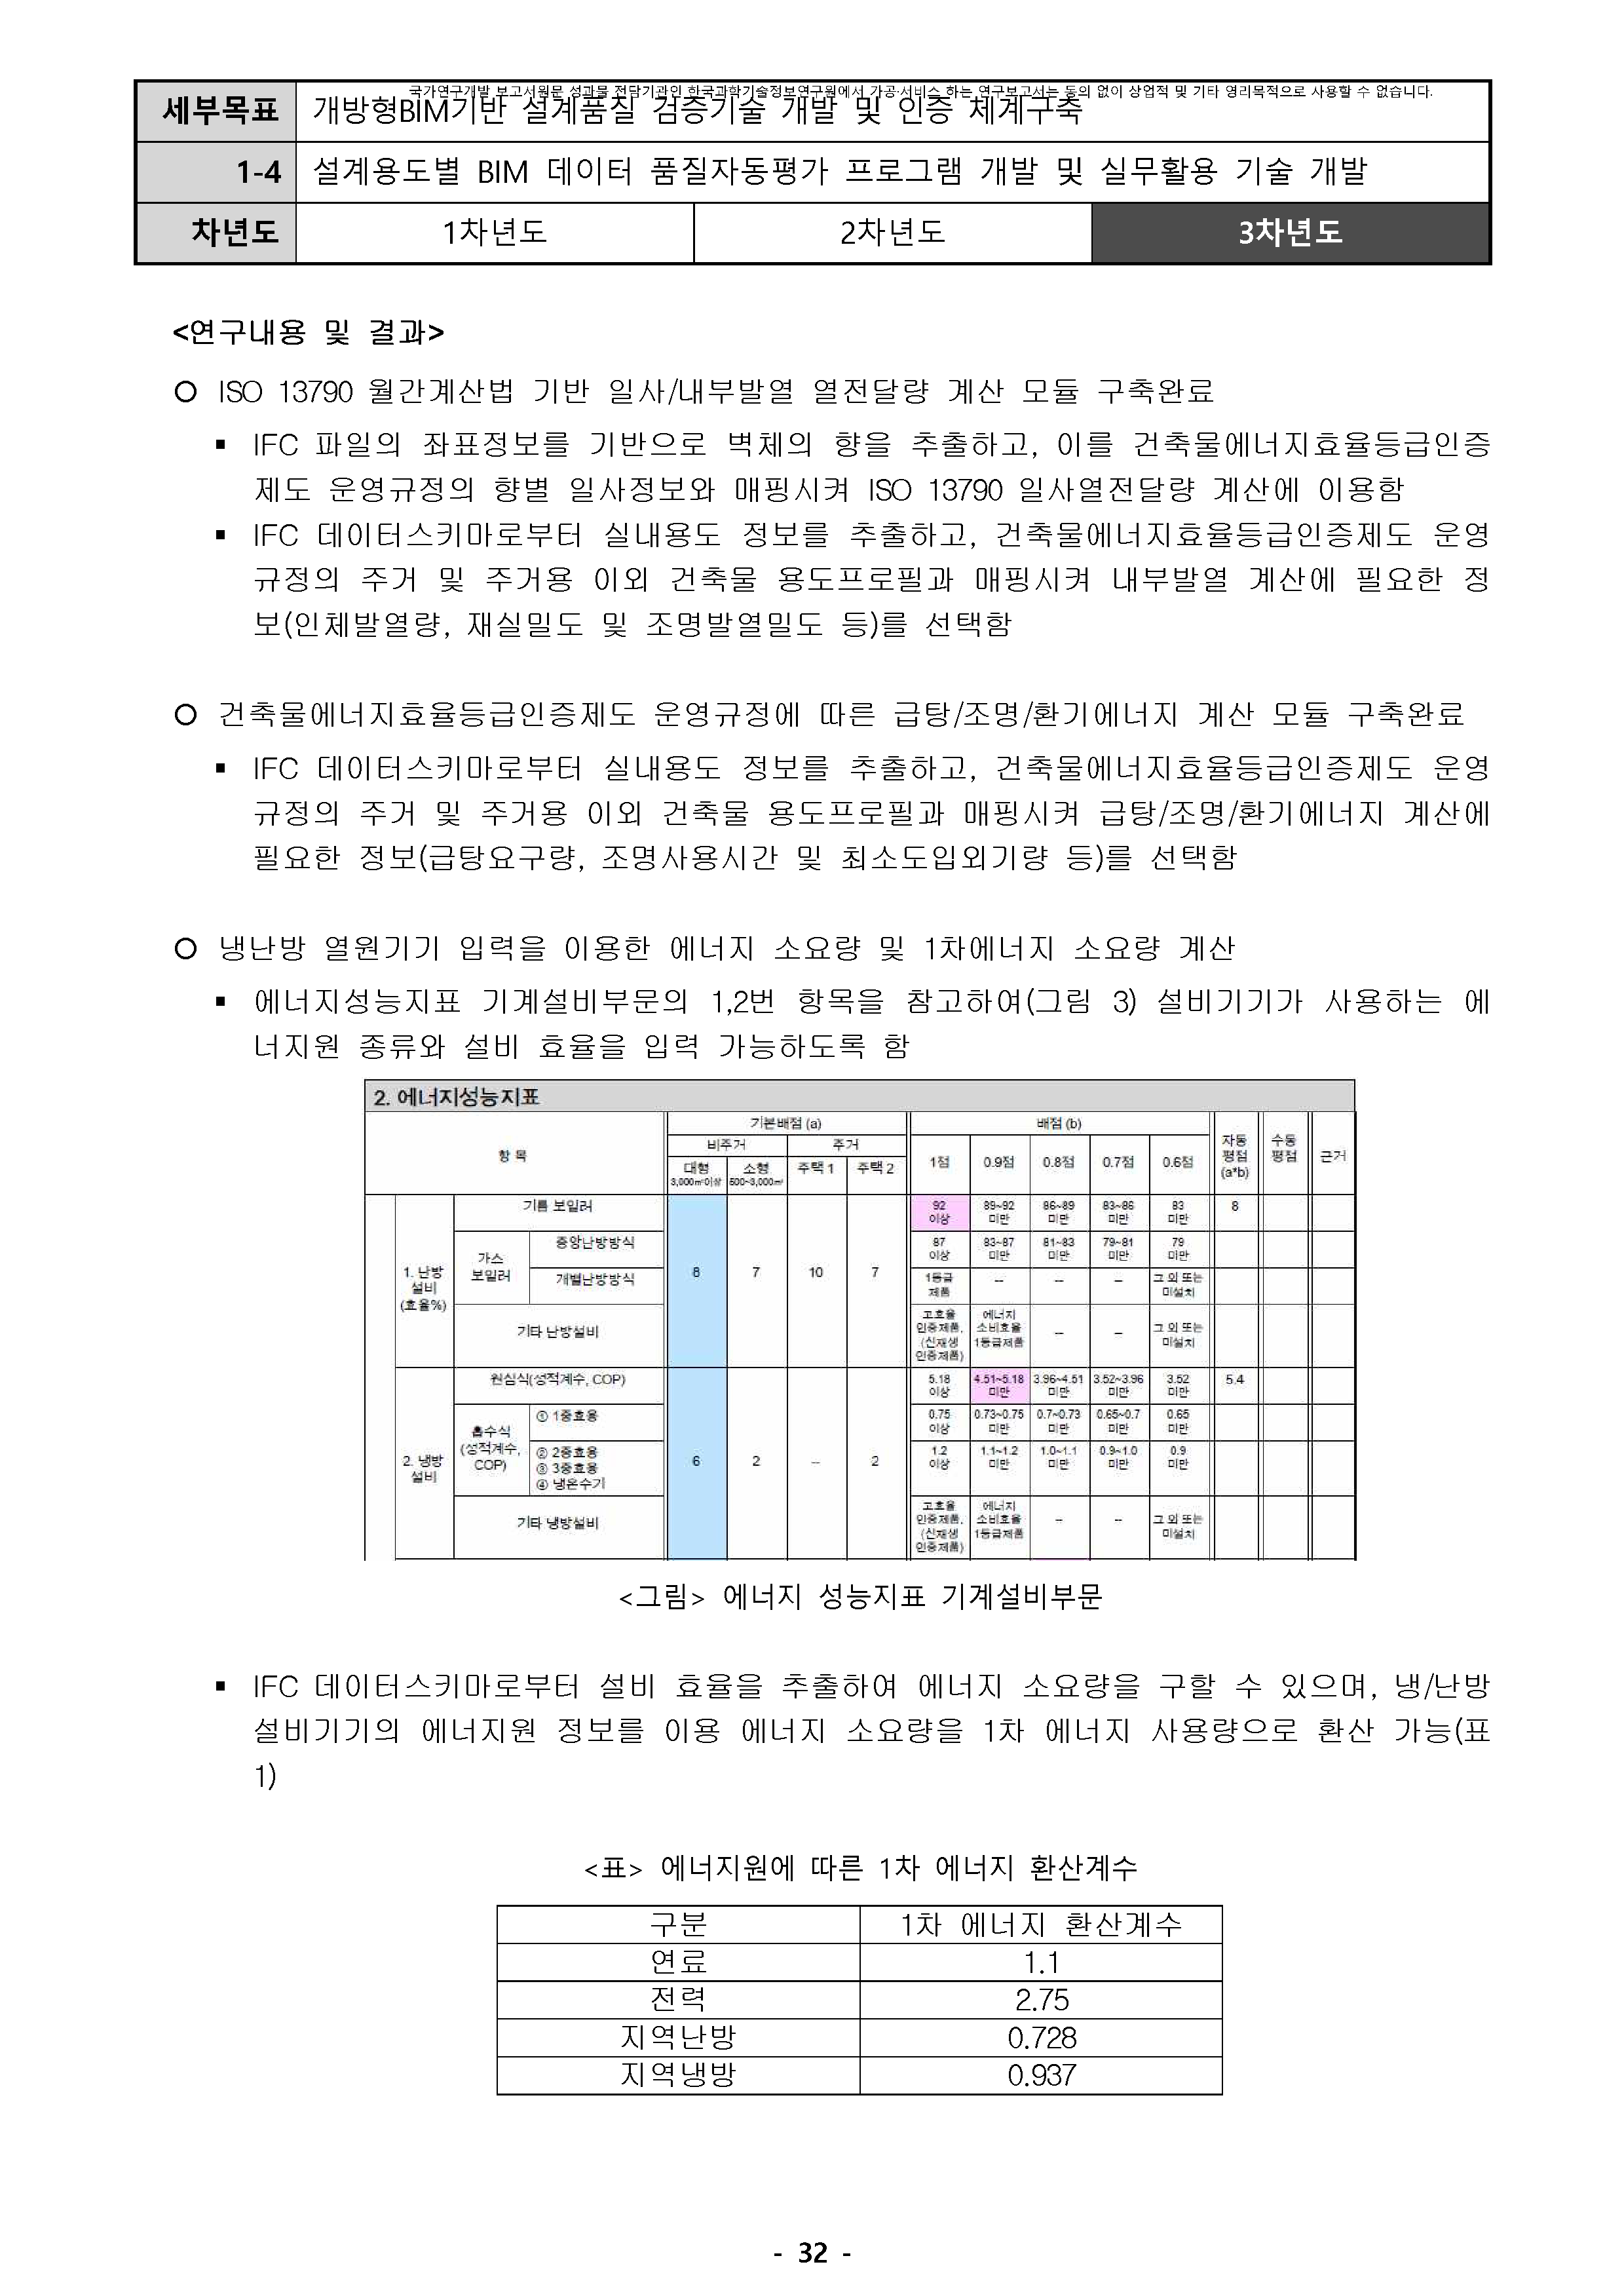 국가연구개발 보고서원문 성과물 전담기관인 한국과학기술정보연구원에서 가공·서비스 하는 연구보고서는 동의 없이 상업적 및 기타 영리목적으로 사용할 수 없습니다.
세부목표 개방형BIM기반 설계품질 검증기술 개발 및 인증 체계구축
1-4 설계용도별 BIM 데이터 품질자동평가 프로그램 개발 및 실무활용 기술 개발
차년도 1차년도 2차년도 3차년도
<연구내용 및 결과>
○ ISO 13790 월간계산법 기반 일사/내부발열 열전달량 계산 모듈 구축완료
▪ IFC 파일의 좌표정보를 기반으로 벽체의 향을 추출하고, 이를 건축물에너지효율등급인증
제도 운영규정의 향별 일사정보와 매핑시켜 ISO 13790 일사열전달량 계산에 이용함
▪ IFC 데이터스키마로부터 실내용도 정보를 추출하고, 건축물에너지효율등급인증제도 운영
규정의 주거 및 주거용 이외 건축물 용도프로필과 매핑시켜 내부발열 계산에 필요한 정
보(인체발열량, 재실밀도 및 조명발열밀도 등)를 선택함
○ 건축물에너지효율등급인증제도 운영규정에 따른 급탕/조명/환기에너지 계산 모듈 구축완료
▪ IFC 데이터스키마로부터 실내용도 정보를 추출하고, 건축물에너지효율등급인증제도 운영
규정의 주거 및 주거용 이외 건축물 용도프로필과 매핑시켜 급탕/조명/환기에너지 계산에
필요한 정보(급탕요구량, 조명사용시간 및 최소도입외기량 등)를 선택함
○ 냉난방 열원기기 입력을 이용한 에너지 소요량 및 1차에너지 소요량 계산
▪ 에너지성능지표 기계설비부문의 1,2번 항목을 참고하여(그림 3) 설비기기가 사용하는 에
너지원 종류와 설비 효율을 입력 가능하도록 함
2. 에너지성능지표
항 목 기본배점 (a) 배점 (b) 자동 평점 (a*b) 수동 평점 근거
비주거 주거
대형 3,000㎡이상 소형 500~3,000㎡ 주택 1 주택 2 1점 0.9점 0.8점 0.7점 0.6점
1. 난방 설비 (효율%) 기름 보일러 8 7 10 7 92 이상 89~92 미만 86~89 미만 83~86 미만 83 미만 8
가스 보일러 중앙난방방식 87 이상 83~87 미만 81~83 미만 79~81 미만 79 미만
개별난방방식 1등급 제품 -- -- -- 그 외 또는 미설치
기타 난방설비 고효율 인증제품, (신재생 인증제품) 에너지 소비효율 1등급제품 -- -- 그 외 또는 미설치
2. 냉방 설비 원심식(성적계수, COP) 6 2 -- 2 5.18 이상 4.51~5.18 미만 3.96~4.51 미만 3.52~3.96 미만 3.52 미만 5.4
흡수식 (성적계수, COP) ① 1중효용 0.75 이상 0.73~0.75 미만 0.7~0.73 미만 0.65~0.7 미만 0.65 미만
② 2중효용 ③ 3중효용 ④ 냉온수기 1.2 이상 1.1~1.2 미만 1.0~1.1 미만 0.9~1.0 미만 0.9 미만
기타 냉방설비 고효율 인증제품, (신재생 인증제품) 에너지 소비효율 1등급제품 -- -- 그 외 또는 미설치
<그림> 에너지 성능지표 기계설비부문
▪ IFC 데이터스키마로부터 설비 효율을 추출하여 에너지 소요량을 구할 수 있으며, 냉/난방
설비기기의 에너지원 정보를 이용 에너지 소요량을 1차 에너지 사용량으로 환산 가능(표
1)
<표> 에너지원에 따른 1차 에너지 환산계수
구분 1차 에너지 환산계수
연료 1.1
전력 2.75
지역난방 0.728
지역냉방 0.937
- 32 -